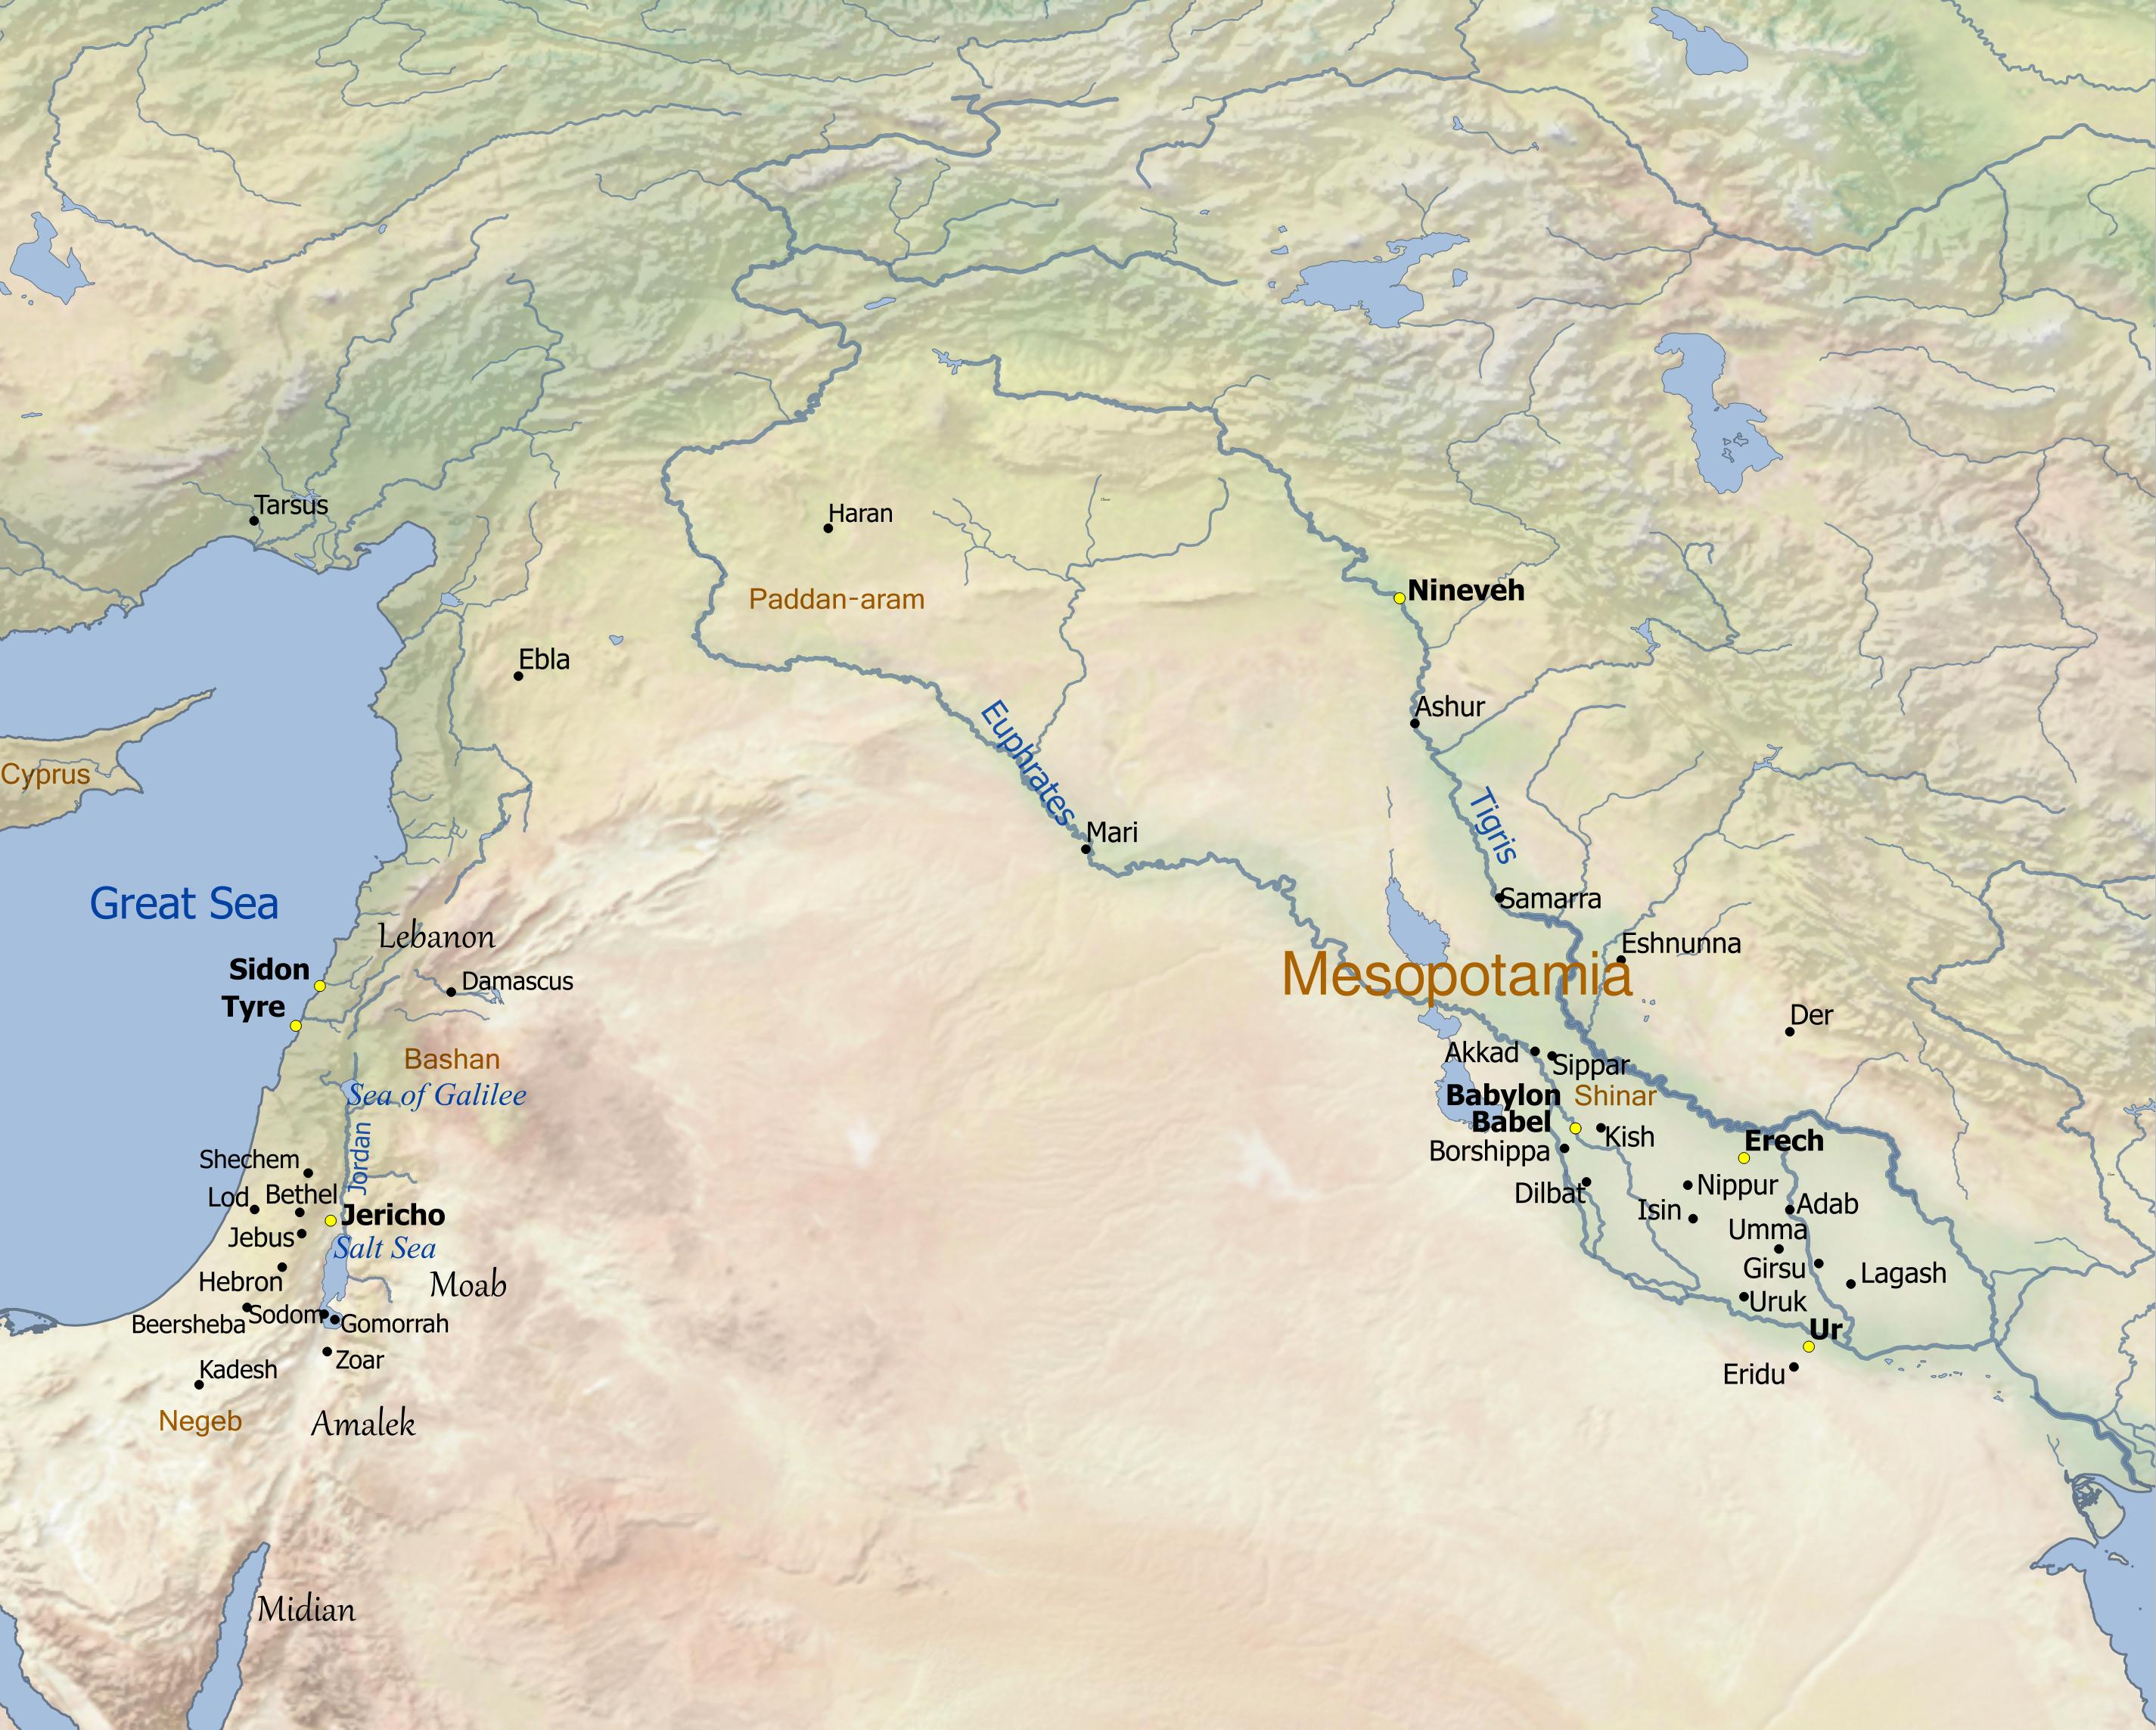 Tarsus
Haran
Nineveh
Paddan-aram
Ebla
Ashur
Euphrates
Cyprus
Tigris
Mari
Great Sea
Samarra
Lebanon
Eshnunna
Sidon
Damascus
Mesopotamia
Tyre
Der
Bashan
Akkad
Sippar
Sea of Galilee
Babylon
Shinar
Babel
Jordan
Kish
Erech
Shechem
Borshippa
Nippur
Lod
Bethel
Dilbat
Adab
Jericho
Isin
Jebus
Umma
Salt Sea
Girsu
Lagash
Hebron
Moab
Uruk
Sodom
Beersheba
Gomorrah
Ur
Zoar
Kadesh
Eridu
Negeb
Amalek
Midian